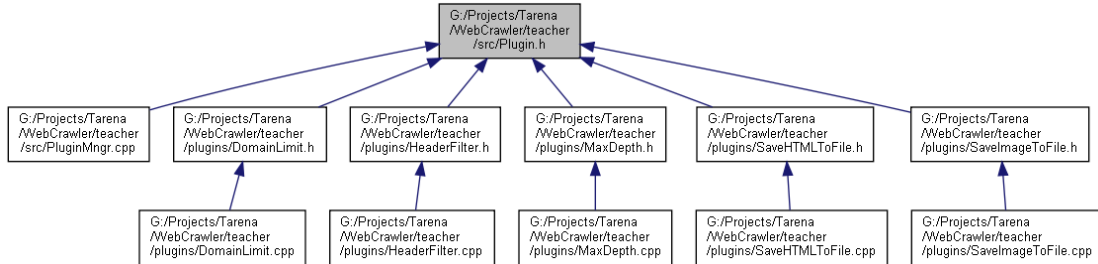 G:/Projects/Tarena
/WebCrawler/teacher
/src/Plugin.h
G:/Projects/Tarena
/WebCrawler/teacher
/src/PluginMngr.cpp
G:/Projects/Tarena
/WebCrawler/teacher
/plugins/DomainLimit.h
G:/Projects/Tarena
/WebCrawler/teacher
/plugins/HeaderFilter.h
G:/Projects/Tarena
/WebCrawler/teacher
/plugins/MaxDepth.h
G:/Projects/Tarena
/WebCrawler/teacher
/plugins/SaveHTMLToFile.h
G:/Projects/Tarena
/WebCrawler/teacher
/plugins/SaveImageToFile.h
G:/Projects/Tarena
/WebCrawler/teacher
/plugins/DomainLimit.cpp
G:/Projects/Tarena
/WebCrawler/teacher
/plugins/HeaderFilter.cpp
G:/Projects/Tarena
/WebCrawler/teacher
/plugins/MaxDepth.cpp
G:/Projects/Tarena
/WebCrawler/teacher
/plugins/SaveHTMLToFile.cpp
G:/Projects/Tarena
/WebCrawler/teacher
/plugins/SaveImageToFile.cpp